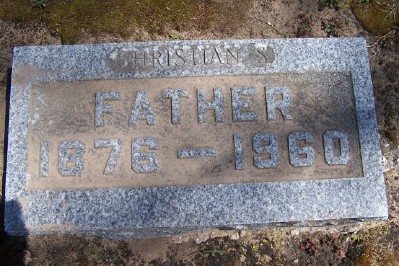 CHRISTIAN S.
FATHER
1876 — 1960